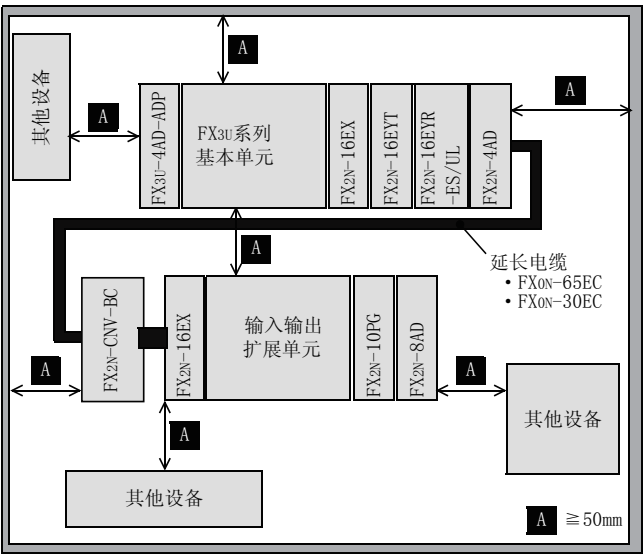 A
其他设备
A
FX3U-4AD-ADP
FX3U系列
基本单元
FX2N-16EX
FX2N-16EYT
FX2N-16EYR
-ES/UL
FX2N-4AD
A
A
延长电缆
・FX0N-65EC
・FX0N-30EC
A
FX2N-CNV-BC
FX2N-16EX
输入输出
扩展单元
FX2N-10PG
FX2N-8AD
A
其他设备
A
其他设备
A ≧50mm